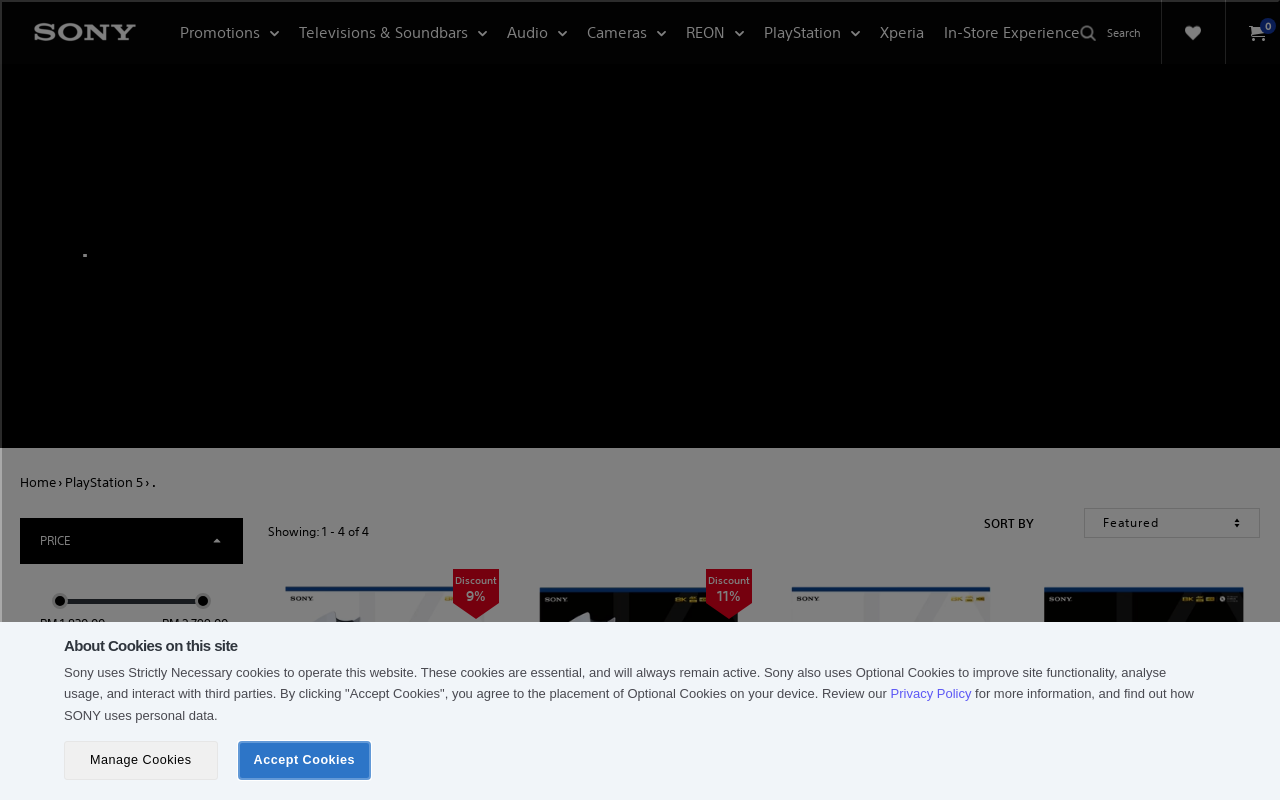 SONY Promotions Televisions & Soundbars Audio Cameras REON PlayStation Xperia In-Store Experience Search 0
.
Home › PlayStation 5 › .
PRICE
Showing: 1 - 4 of 4
SORT BY Featured
Discount
9%
Discount
11%
SONY
SONY
SONY
SONY
About Cookies on this site
Sony uses Strictly Necessary cookies to operate this website. These cookies are essential, and will always remain active. Sony also uses Optional Cookies to improve site functionality, analyse
usage, and interact with third parties. By clicking "Accept Cookies", you agree to the placement of Optional Cookies on your device. Review our Privacy Policy for more information, and find out how
SONY uses personal data.
Manage Cookies Accept Cookies